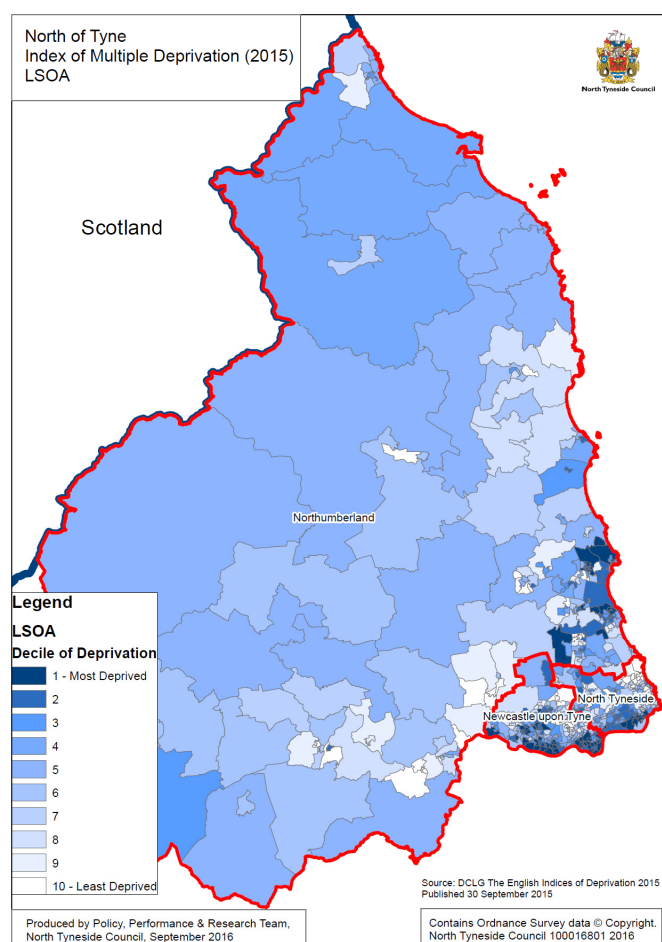 North of Tyne
Index of Multiple Deprivation (2015)
LSOA
North Tyneside Council
Scotland
Northumberland
North Tyneside
Newcastle upon Tyne
Legend
LSOA
Decile of Deprivation
1 - Most Deprived
2
3
4
5
6
7
8
9
10 - Least Deprived
Source: DCLG The English Indices of Deprivation 2015
Published 30 September 2015
Produced by Policy, Performance & Research Team,
North Tyneside Council, September 2016
Contains Ordnance Survey data © Copyright.
North Tyneside Council 100016801 2016